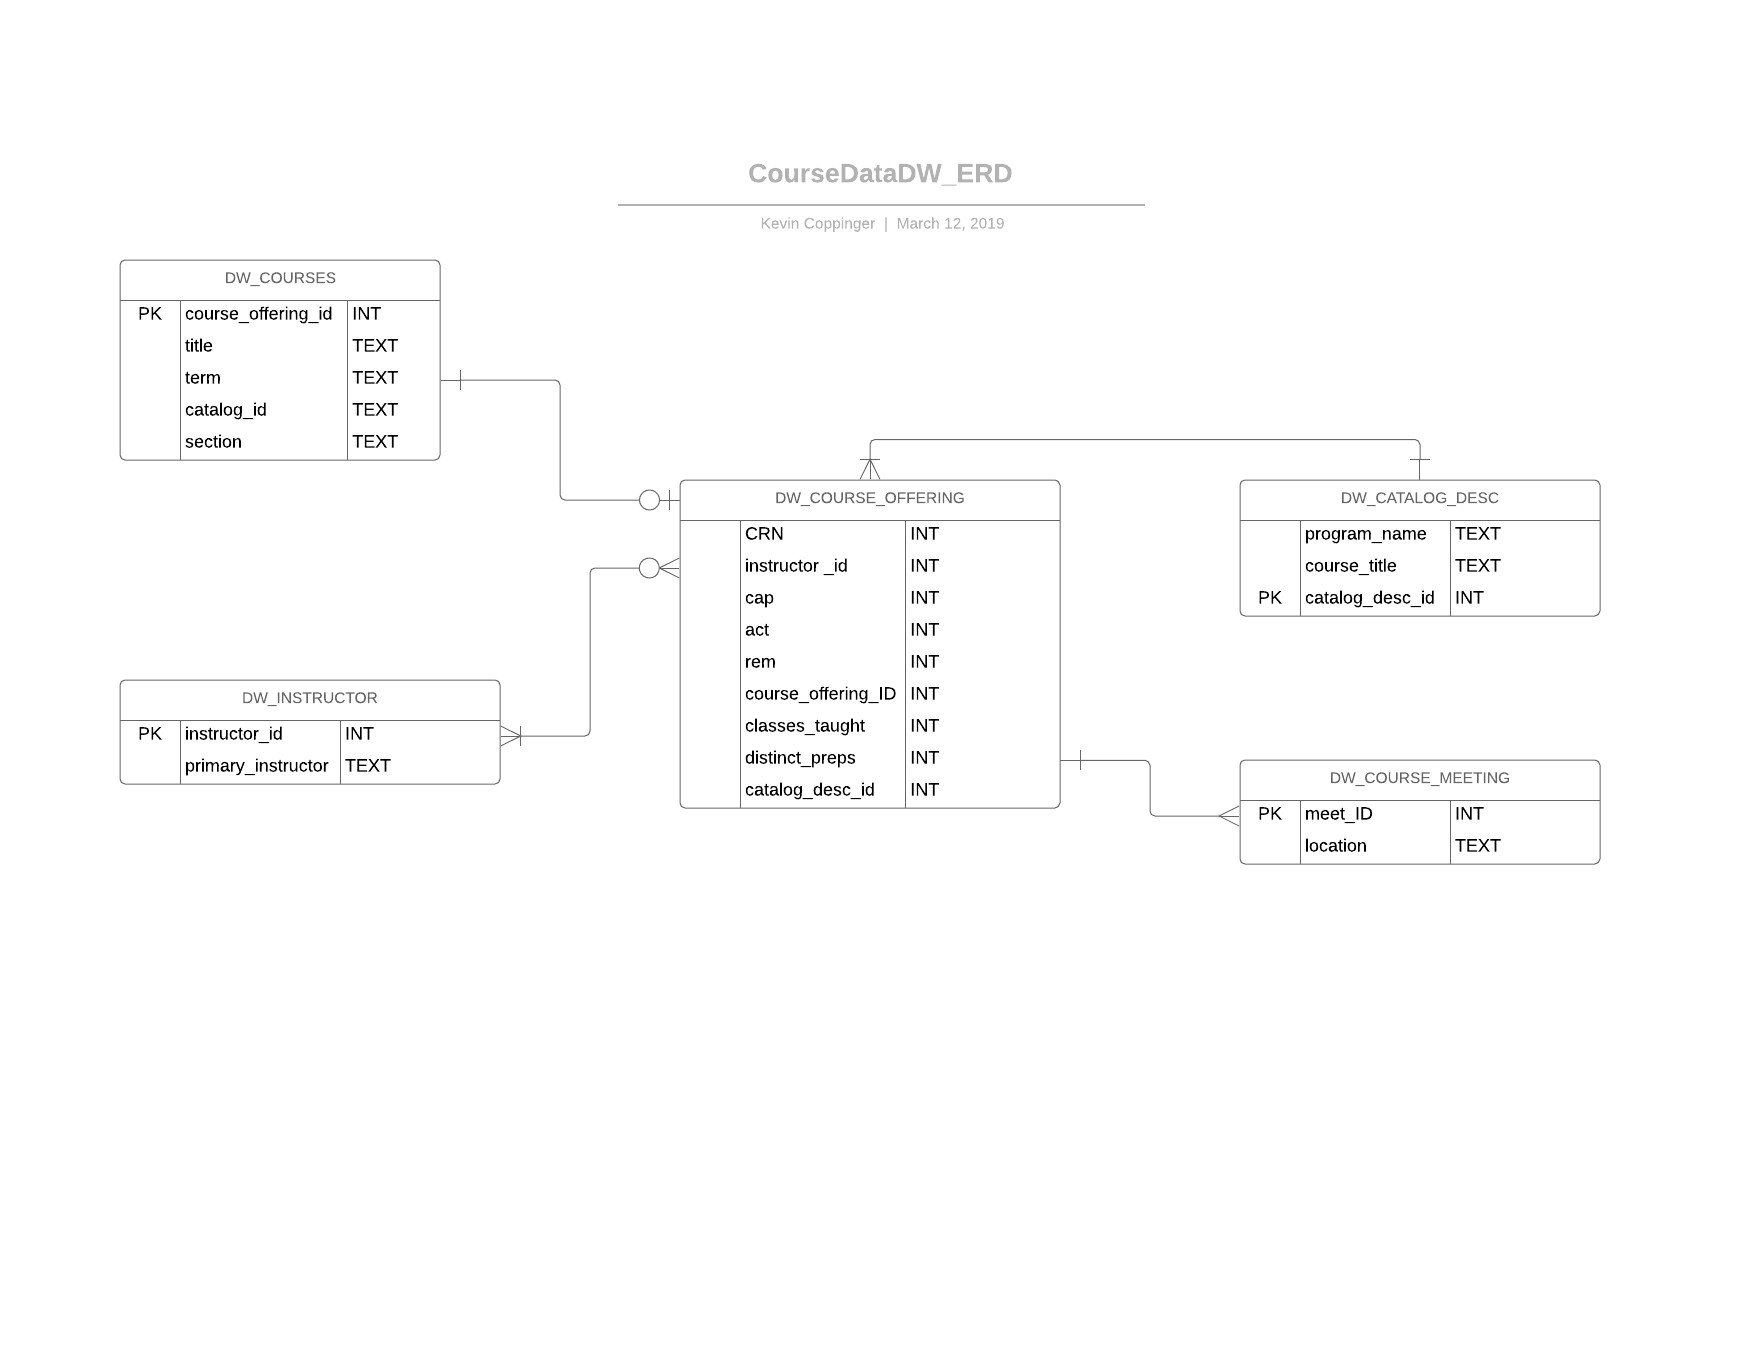 CourseDataDW_ERD
Kevin Coppinger | March 12, 2019
DW_COURSES
PK course_offering_id INT
title TEXT
term TEXT
catalog_id TEXT
section TEXT
DW_COURSE_OFFERING
CRN INT
instructor _id INT
cap INT
act INT
rem INT
course_offering_ID INT
classes_taught INT
distinct_preps INT
catalog_desc_id INT
DW_CATALOG_DESC
program_name TEXT
course_title TEXT
PK catalog_desc_id INT
DW_INSTRUCTOR
PK instructor_id INT
primary_instructor TEXT
DW_COURSE_MEETING
PK meet_ID INT
location TEXT